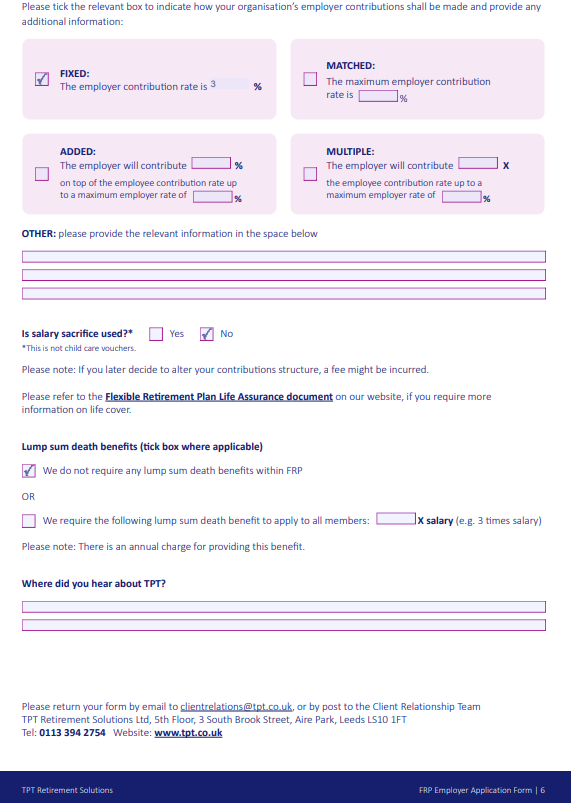 Please tick the relevant box to indicate how your organisation's employer contributions shall be made and provide any
additional information:
FIXED:
The employer contribution rate is 3 %
MATCHED:
The maximum employer contribution
rate is %
ADDED:
The employer will contribute %
on top of the employee contribution rate up
to a maximum employer rate of %
MULTIPLE:
The employer will contribute X
the employee contribution rate up to a
maximum employer rate of %
OTHER: please provide the relevant information in the space below
Is salary sacrifice used?* Yes No
*This is not child care vouchers.
Please note: If you later decide to alter your contributions structure, a fee might be incurred.
Please refer to the Flexible Retirement Plan Life Assurance document on our website, if you require more
information on life cover.
Lump sum death benefits (tick box where applicable)
We do not require any lump sum death benefits within FRP
OR
We require the following lump sum death benefit to apply to all members: X salary (e.g. 3 times salary)
Please note: There is an annual charge for providing this benefit.
Where did you hear about TPT?
Please return your form by email to clientrelations@tpt.co.uk, or by post to the Client Relationship Team
TPT Retirement Solutions Ltd, 5th Floor, 3 South Brook Street, Aire Park, Leeds LS10 1FT
Tel: 0113 394 2754 Website: www.tpt.co.uk
TPT Retirement Solutions FRP Employer Application Form | 6